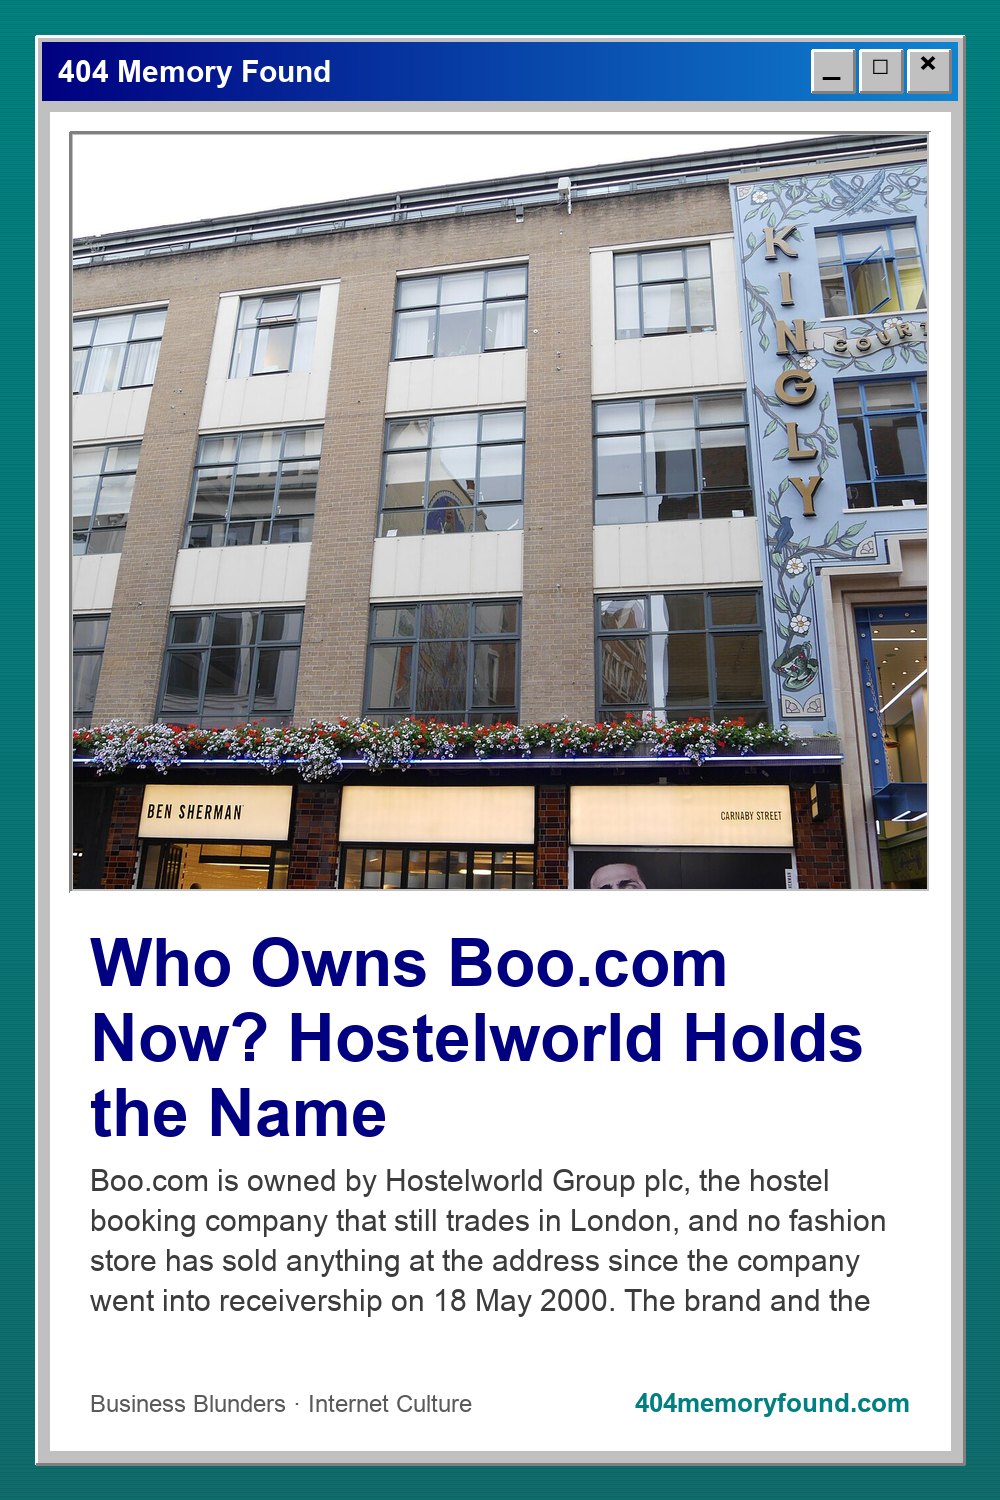 404 Memory Found
KINGLY
COURT
BEN SHERMAN
CARNABY STREET
Who Owns Boo.com
Now? Hostelworld Holds
the Name
Boo.com is owned by Hostelworld Group plc, the hostel
booking company that still trades in London, and no fashion
store has sold anything at the address since the company
went into receivership on 18 May 2000. The brand and the
Business Blunders · Internet Culture
404memoryfound.com